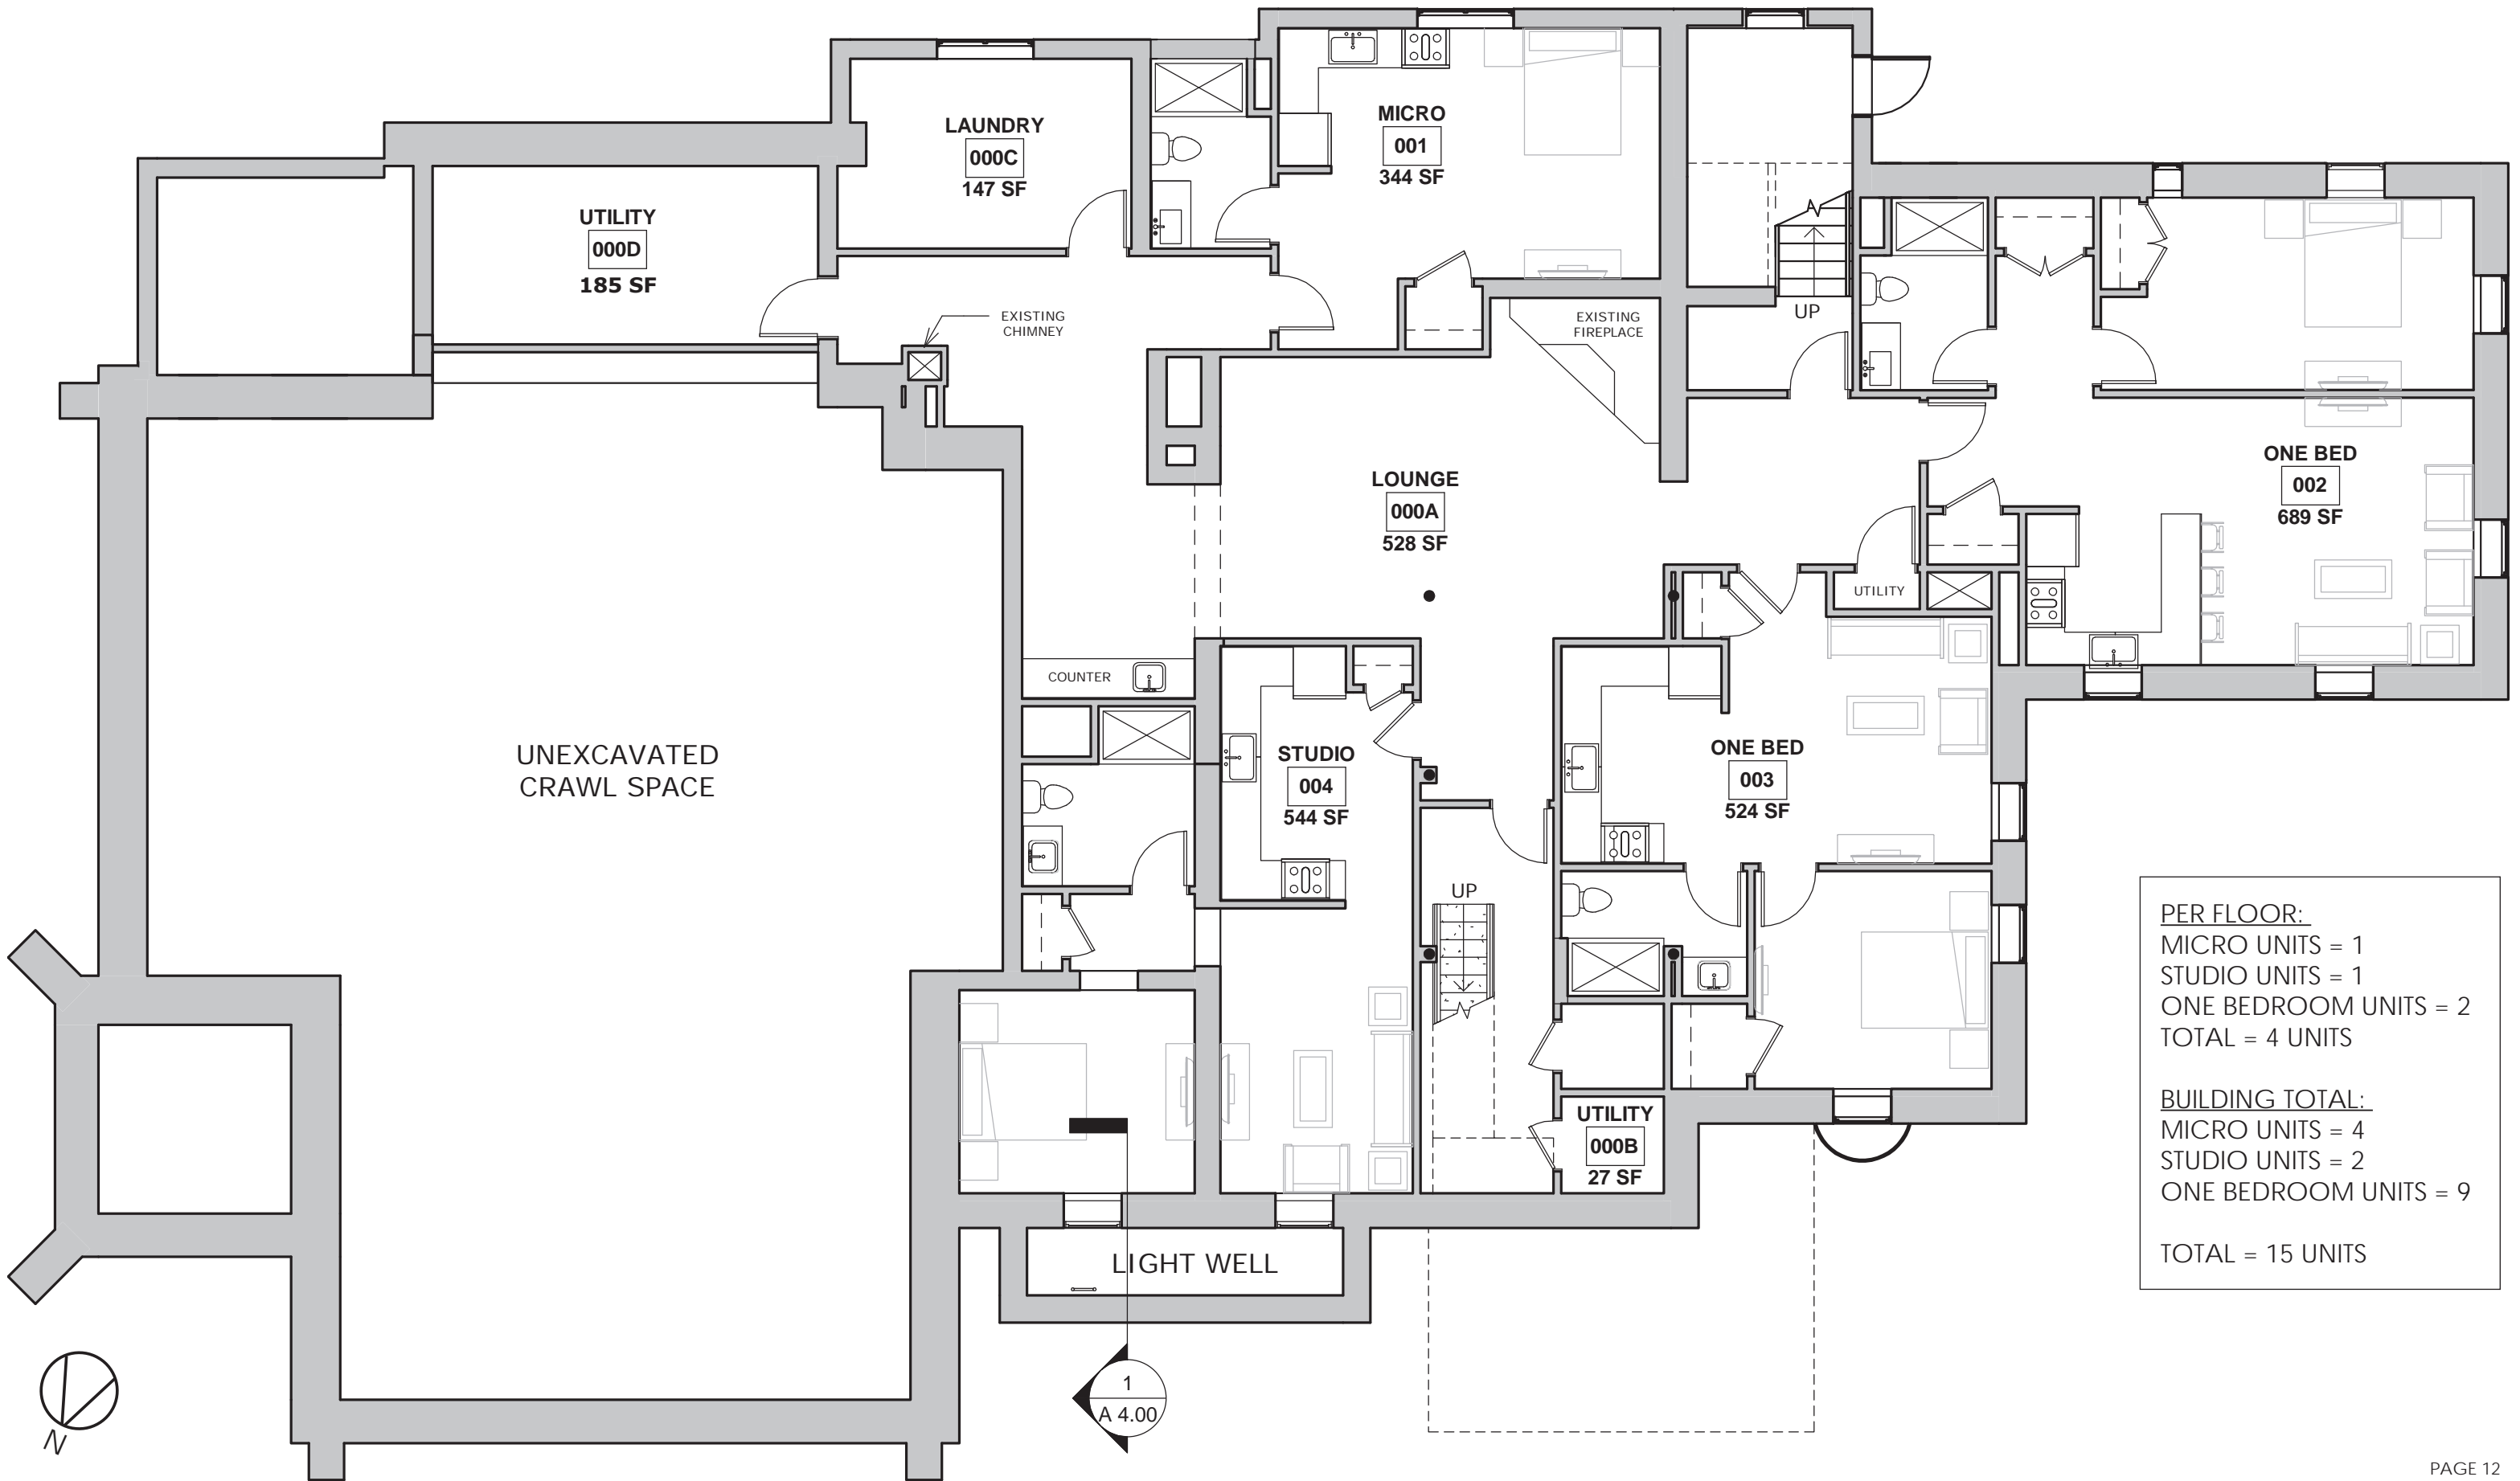 LAUNDRY
000C
147 SF
MICRO
001
344 SF
UTILITY
000D
185 SF
EXISTING
CHIMNEY
EXISTING
FIREPLACE
UP
ONE BED
002
689 SF
LOUNGE
000A
528 SF
UTILITY
COUNTER
UNEXCAVATED
CRAWL SPACE
STUDIO
004
544 SF
ONE BED
003
524 SF
UP
UTILITY
000B
27 SF
LIGHT WELL
1
A 4.00
N
PER FLOOR:
MICRO UNITS = 1
STUDIO UNITS = 1
ONE BEDROOM UNITS = 2
TOTAL = 4 UNITS
BUILDING TOTAL:
MICRO UNITS = 4
STUDIO UNITS = 2
ONE BEDROOM UNITS = 9
TOTAL = 15 UNITS
PAGE 12